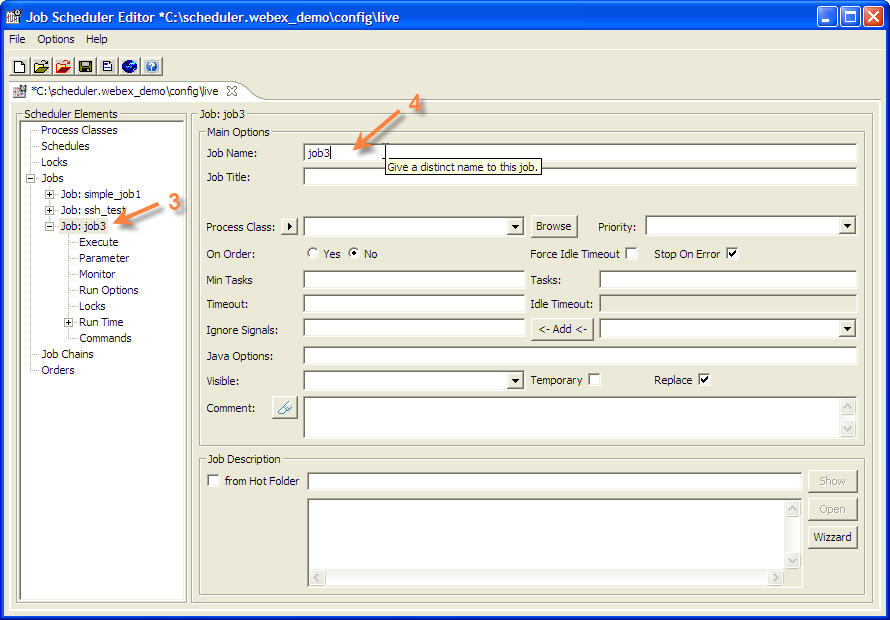 Job Scheduler Editor *C:\scheduler.webex_demo\config\live
File Options Help
*C:\scheduler.webex_demo\config\live
Scheduler Elements
Process Classes
Schedules
Locks
Jobs
Job: simple_job1
Job: ssh_test
Job: job3
Execute
Parameter
Monitor
Run Options
Locks
Run Time
Commands
Job Chains
Orders
3
Job: job3
Main Options
4
Job Name: job3
Give a distinct name to this job.
Job Title:
Process Class: Browse Priority:
On Order: Yes No Force Idle Timeout Stop On Error
Min Tasks Tasks:
Timeout: Idle Timeout:
Ignore Signals: <- Add <-
Java Options:
Visible: Temporary Replace
Comment:
Job Description
from Hot Folder Show
Open
Wizzard